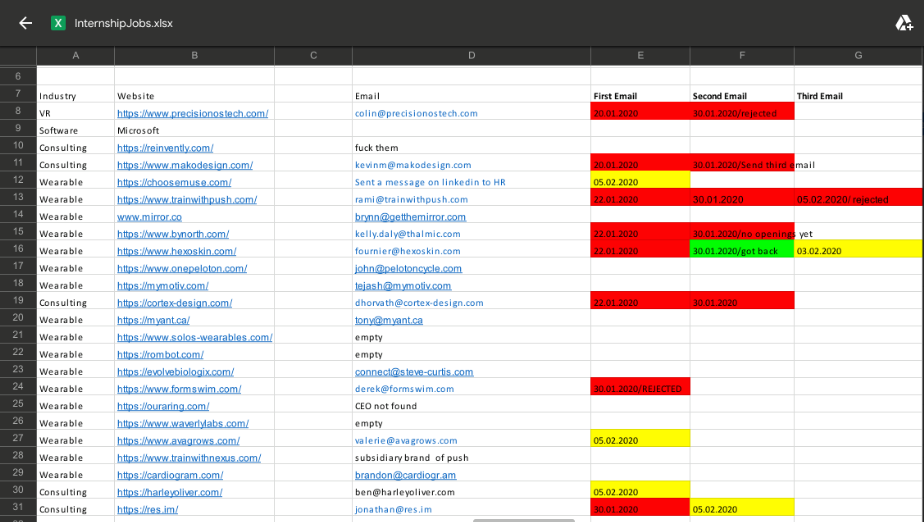 InternshipJobs.xlsx
A B C D E F G
6
7 Industry Website Email First Email Second Email Third Email
8 VR https://www.precisionostech.com/ colin@precisionostech.com 20.01.2020 30.01.2020/rejected
9 Software Microsoft
10 Consulting https://reinvently.com/ fuck them
11 Consulting https://www.makodesign.com/ kevinm@makodesign.com 20.01.2020 30.01.2020/Send third email
12 Wearable https://choosemuse.com/ Sent a message on linkedin to HR 05.02.2020
13 Wearable https://www.trainwithpush.com/ rami@trainwithpush.com 22.01.2020 30.01.2020 05.02.2020/rejected
14 Wearable www.mirror.co brynn@getthemirror.com
15 Wearable https://www.bynorth.com/ kelly.daly@thalmic.com 22.01.2020 30.01.2020/no openings yet
16 Wearable https://www.hexoskin.com/ fournier@hexoskin.com 22.01.2020 30.01.2020/got back 03.02.2020
17 Wearable https://www.onepeloton.com/ john@pelotoncycle.com
18 Wearable https://mymotiv.com/ tejash@mymotiv.com
19 Consulting https://cortex-design.com/ dhorvath@cortex-design.com 22.01.2020 30.01.2020
20 Wearable https://myant.ca/ tony@myant.ca
21 Wearable https://www.solos-wearables.com/ empty
22 Wearable https://rombot.com/ empty
23 Wearable https://evolvebiologix.com/ connect@steve-curtis.com
24 Wearable https://www.formswim.com/ derek@formswim.com 30.01.2020/REJECTED
25 Wearable https://ouraring.com/ CEO not found
26 Wearable https://www.waverlylabs.com/ empty
27 Wearable https://www.avagrows.com/ valerie@avagrows.com 05.02.2020
28 Wearable https://www.trainwithnexus.com/ subsidiary brand of push
29 Wearable https://cardiogram.com/ brandon@cardiogr.am
30 Consulting https://harleyoliver.com/ ben@harleyoliver.com 05.02.2020
31 Consulting https://res.im/ jonathan@res.im 30.01.2020 05.02.2020